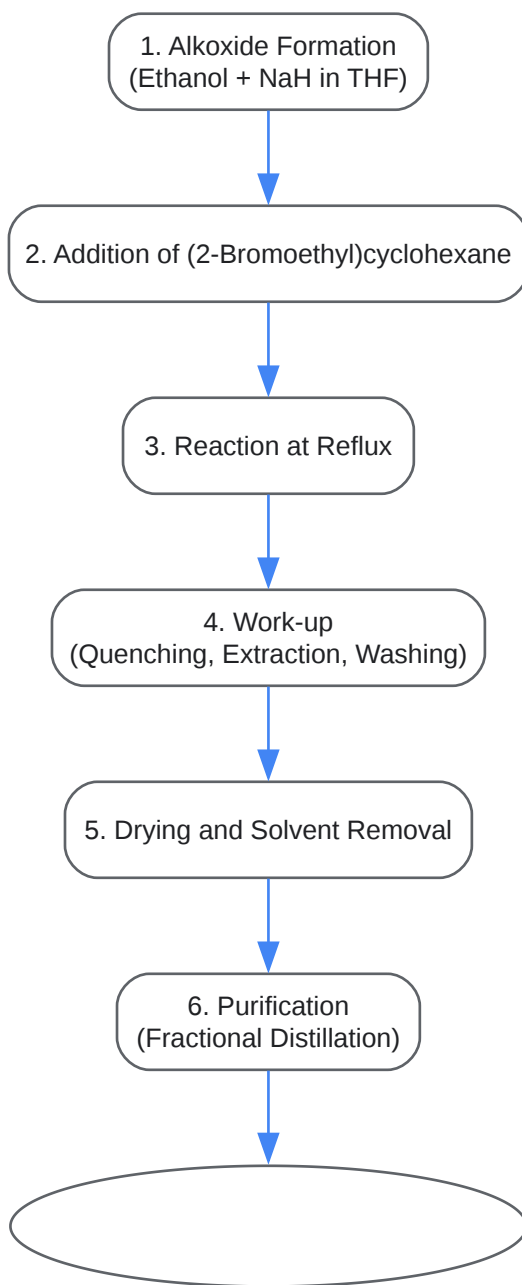 1. Alkoxide Formation
(Ethanol + NaH in THF)
2. Addition of (2-Bromoethyl)cyclohexane
3. Reaction at Reflux
4. Work-up
(Quenching, Extraction, Washing)
5. Drying and Solvent Removal
6. Purification
(Fractional Distillation)